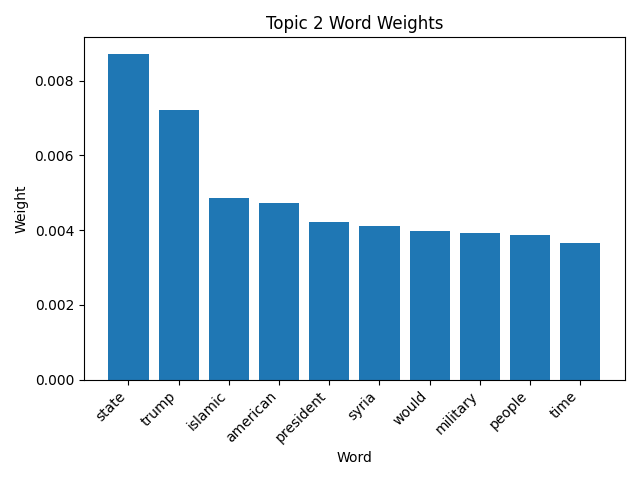 Topic 2 Word Weights
Weight
0.008
0.006
0.004
0.002
0.000
state
trump
islamic
american
president
syria
would
military
people
time
Word